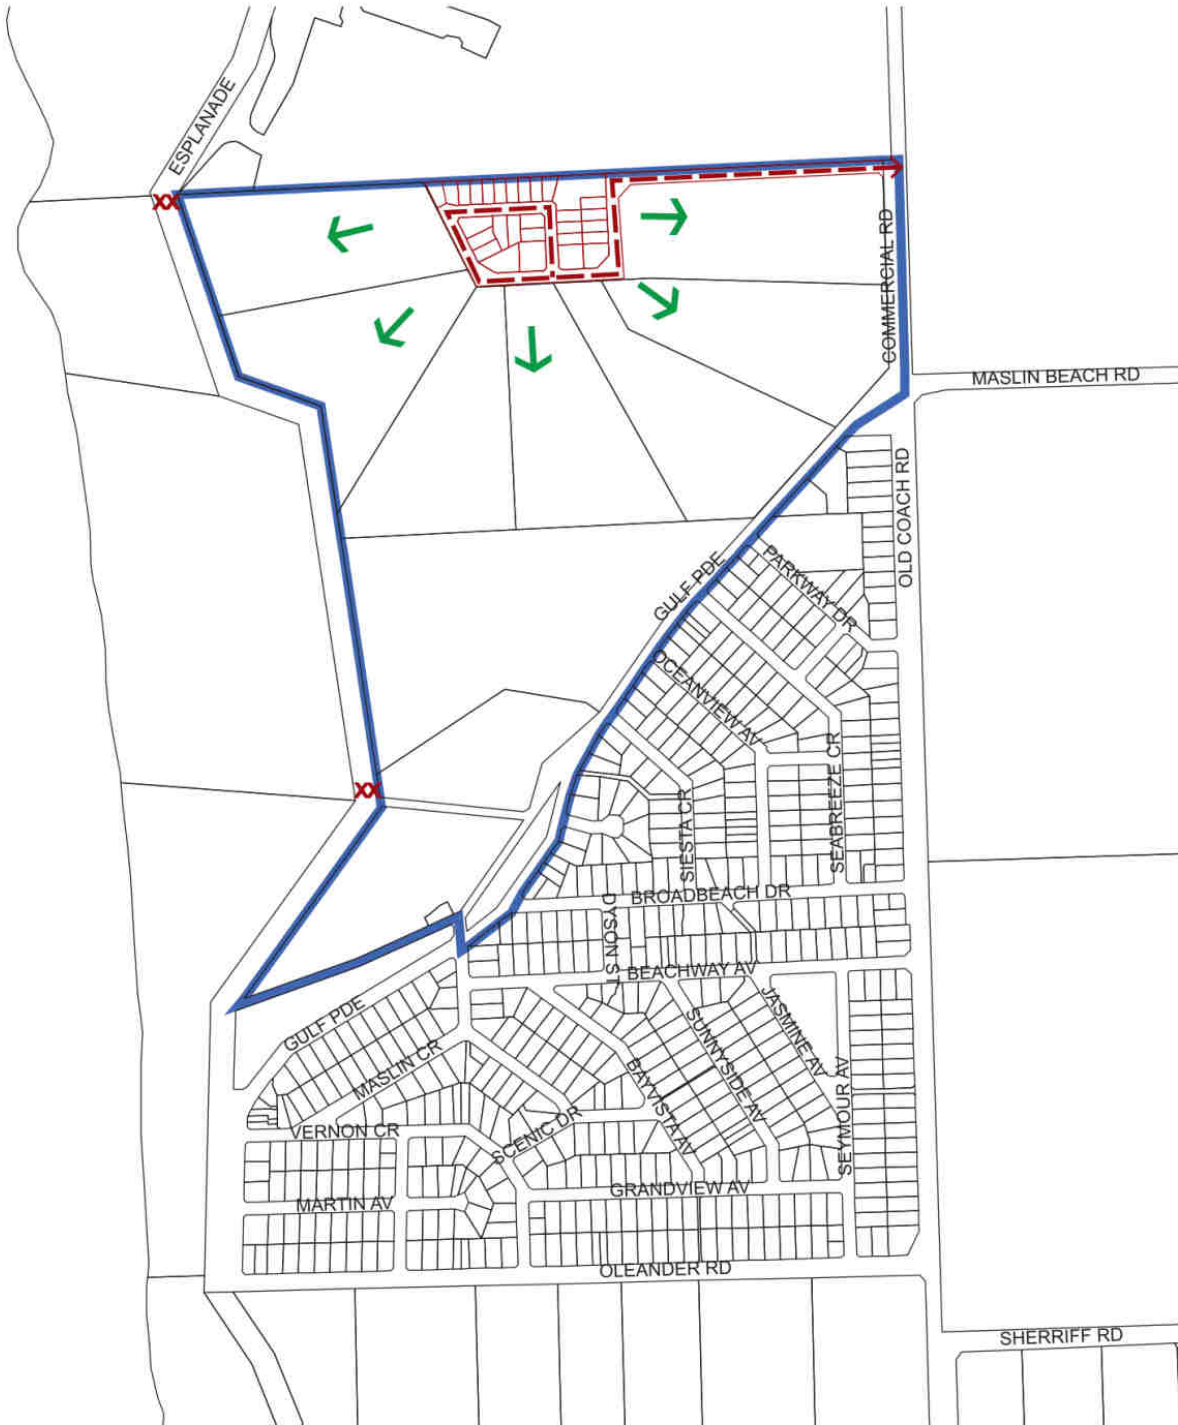 ESPLANADE
XX
COMMERCIAL RD
MASLIN BEACH RD
OLD COACH RD
GULF PDE
PARKWAY DR
OCEANVIEW AV
SEABREEZE CR
XX
SIESTA CR
BROADBEACH DR
DYSON ST
BEACHWAY AV
JASMINE AV
GULF PDE
SUNNYSIDE AV
MASLIN CR
BAYVISTA AV
SEYMOUR AV
VERNON CR
SCENIC DR
GRANDVIEW AV
MARTIN AV
OLEANDER RD
SHERRIFF RD